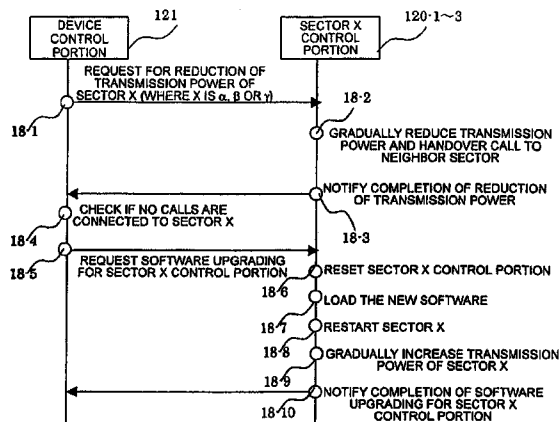 DEVICE
CONTROL
PORTION
121
SECTOR X
CONTROL
PORTION
120-1~3
REQUEST FOR REDUCTION OF
TRANSMISSION POWER OF
SECTOR X (WHERE X IS α, β OR γ)
18-1
18-2
GRADUALLY REDUCE TRANSMISSION
POWER AND HANDOVER CALL TO
NEIGHBOR SECTOR
NOTIFY COMPLETION OF REDUCTION
OF TRANSMISSION POWER
18-3
CHECK IF NO CALLS ARE
CONNECTED TO SECTOR X
18-4
REQUEST SOFTWARE UPGRADING
FOR SECTOR X CONTROL PORTION
18-5
RESET SECTOR X CONTROL PORTION
18-6
LOAD THE NEW SOFTWARE
18-7
RESTART SECTOR X
18-8
GRADUALLY INCREASE TRANSMISSION
POWER OF SECTOR X
18-9
NOTIFY COMPLETION OF SOFTWARE
UPGRADING FOR SECTOR X
CONTROL PORTION
18-10